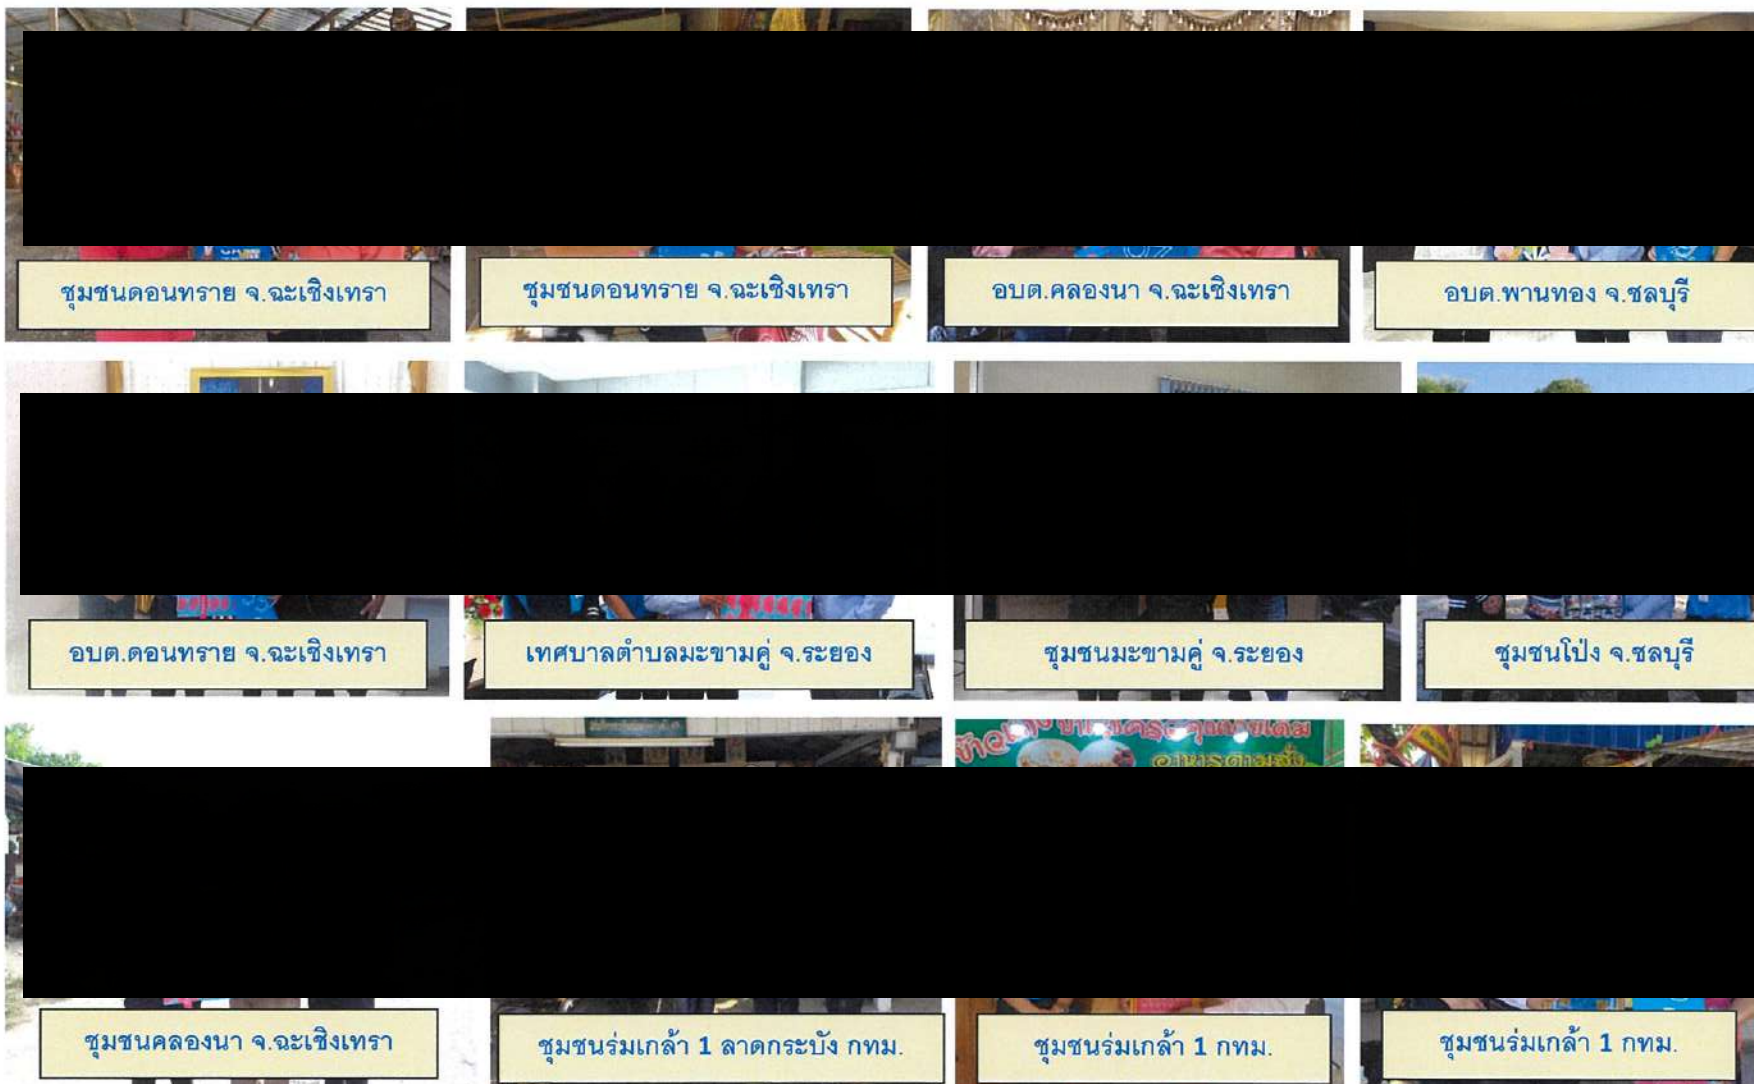 ชุมชนดอนทราย จ.ฉะเชิงเทรา
ชุมชนดอนทราย จ.ฉะเชิงเทรา
อบต.คลองนา จ.ฉะเชิงเทรา
อบต.พานทอง จ.ชลบุรี
อบต.ดอนทราย จ.ฉะเชิงเทรา
เทศบาลตำบลมะขามคู่ จ.ระยอง
ชุมชนมะขามคู่ จ.ระยอง
ชุมชนโป่ง จ.ชลบุรี
อาหารตามสั่ง
ชุมชนคลองนา จ.ฉะเชิงเทรา
ชุมชนร่มเกล้า 1 ลาดกระบัง กทม.
ชุมชนร่มเกล้า 1 กทม.
ชุมชนร่มเกล้า 1 กทม.